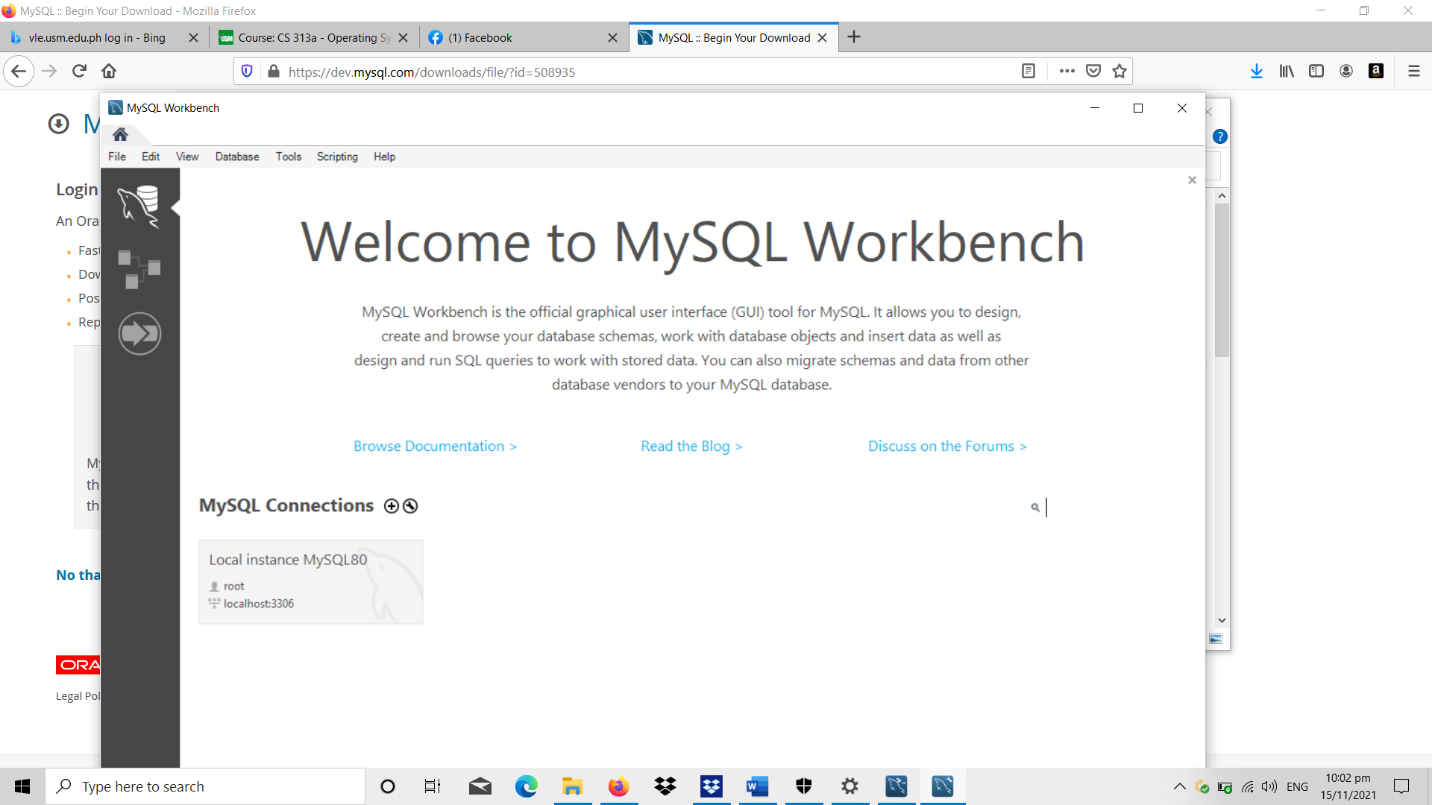 MySQL :: Begin Your Download - Mozilla Firefox
vle.usm.edu.ph log in - Bing
USM
Course: CS 313a - Operating Sy
(1) Facebook
MySQL :: Begin Your Download
https://dev.mysql.com/downloads/file/?id=508935
M
MySQL Workbench
File Edit View Database Tools Scripting Help
Login
An Ora
Fast
Dow
Pos
Rep
My
th
th
No tha
ORA
Legal Pol
Welcome to MySQL Workbench
MySQL Workbench is the official graphical user interface (GUI) tool for MySQL. It allows you to design,
create and browse your database schemas, work with database objects and insert data as well as
design and run SQL queries to work with stored data. You can also migrate schemas and data from other
database vendors to your MySQL database.
Browse Documentation > Read the Blog > Discuss on the Forums >
MySQL Connections
Local instance MySQL80
root
localhost:3306
Type here to search
ENG
10:02 pm
15/11/2021